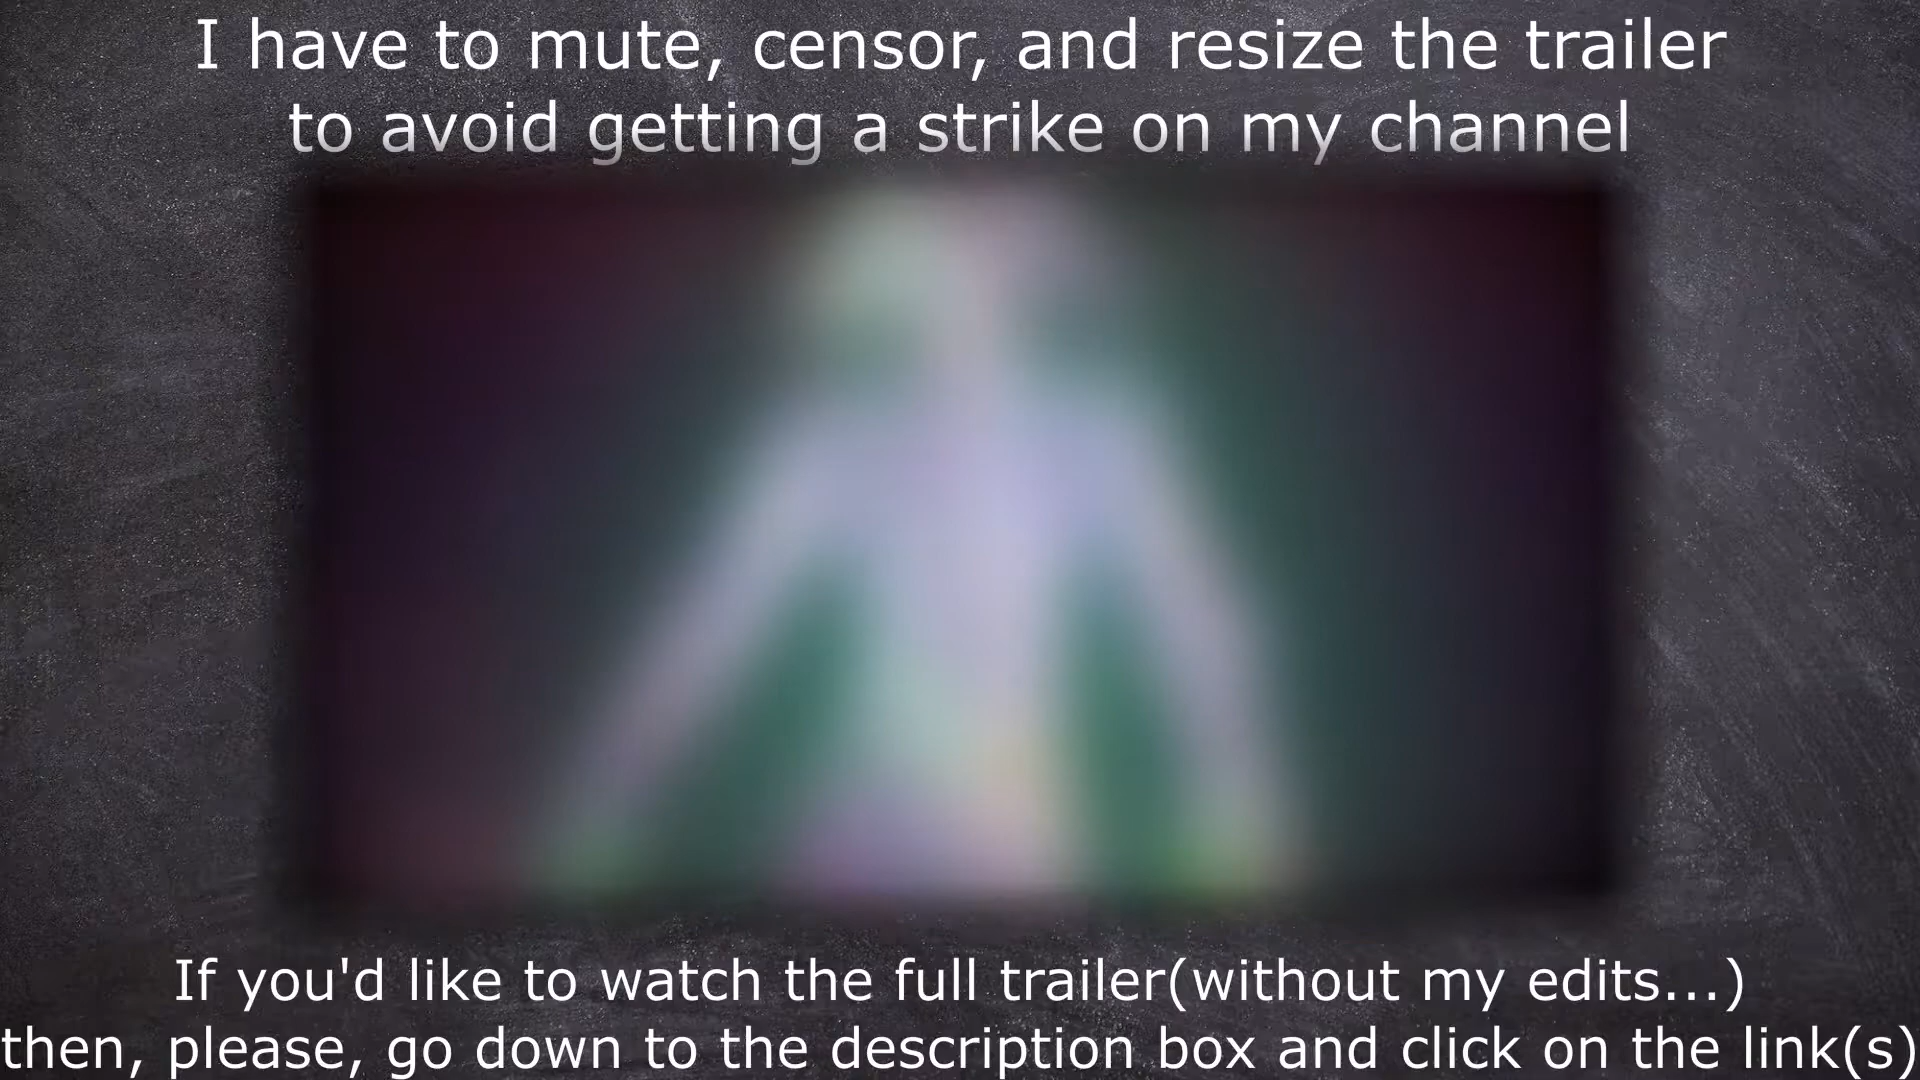 I have to mute, censor, and resize the trailer
to avoid getting a strike on my channel
If you'd like to watch the full trailer(without my edits...)
then, please, go down to the description box and click on the link(s)